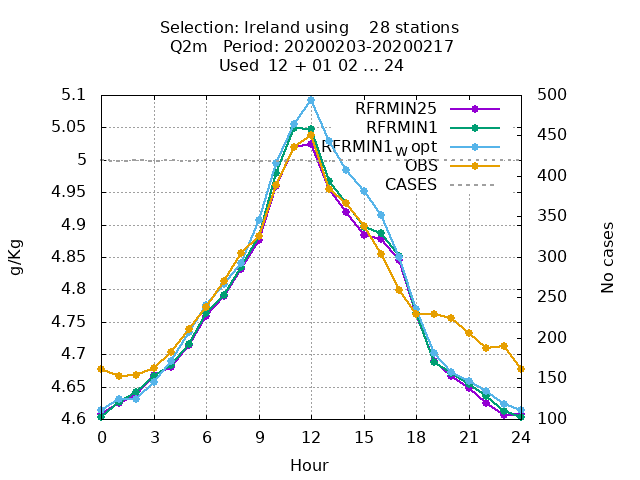 Selection: Ireland using 28 stations
Q2m Period: 20200203-20200217
Used 12 + 01 02 ... 24
5.1
5.05
5
4.95
4.9
4.85
4.8
4.75
4.7
4.65
4.6
g/Kg
RFRMIN25
RFRMIN1
RFRMIN1w opt
OBS
CASES
500
450
400
350
300
250
200
150
100
No cases
0 3 6 9 12 15 18 21 24
Hour